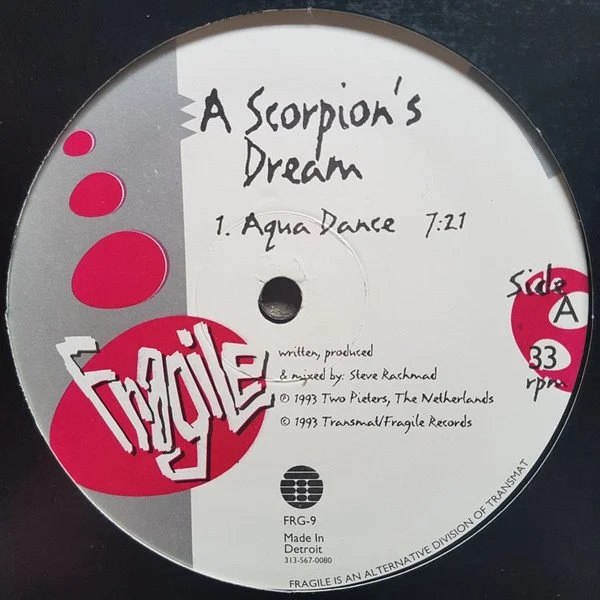 A Scorpion's
Dream
1. Aqua Dance 7:21
Side
A
33
rpm
Fragile
written, produced
& mixed by: Steve Rachmad
℗ 1993 Two Pieters, The Netherlands
© 1993 Transmat/Fragile Records
FRG-9
Made In
Detroit
313-567-0080
FRAGILE IS AN ALTERNATIVE DIVISION OF TRANSMAT